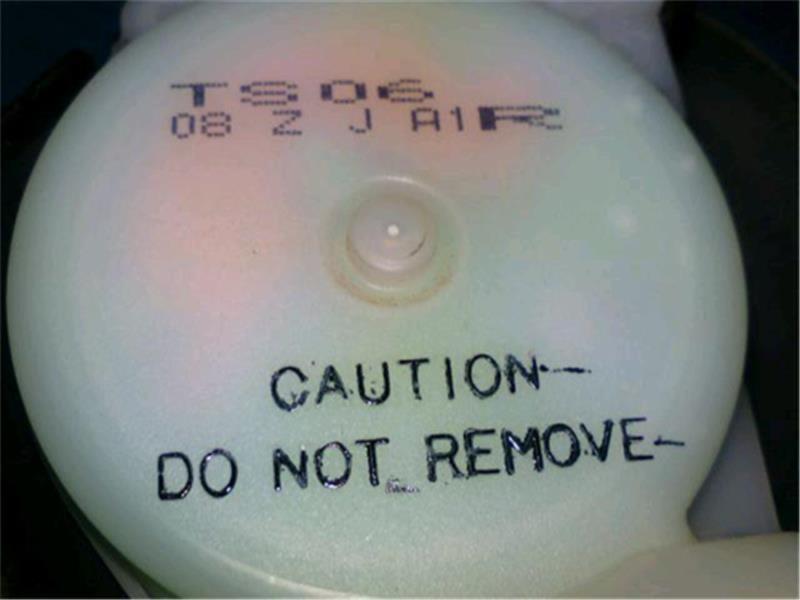 TS06
08 Z J A1R
CAUTION-
DO NOT REMOVE-